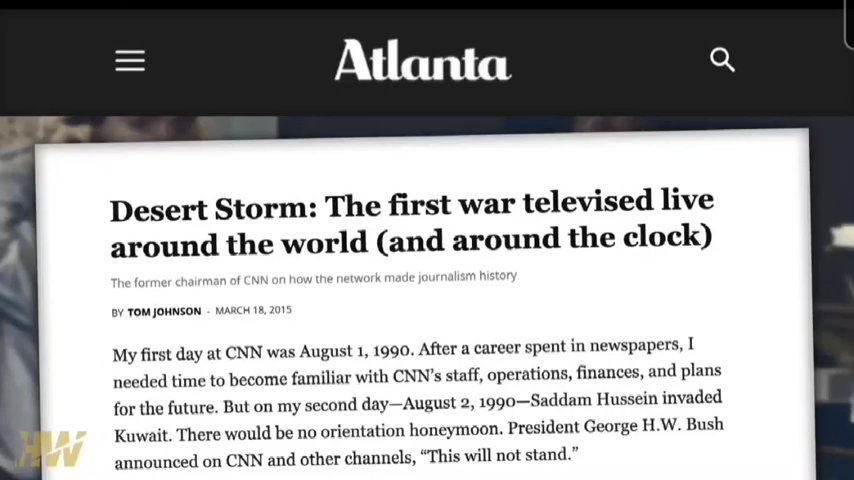 Atlanta
Desert Storm: The first war televised live
around the world (and around the clock)
The former chairman of CNN on how the network made journalism history
BY TOM JOHNSON - MARCH 18, 2015
My first day at CNN was August 1, 1990. After a career spent in newspapers, I
needed time to become familiar with CNN’s staff, operations, finances, and plans
for the future. But on my second day—August 2, 1990—Saddam Hussein invaded
Kuwait. There would be no orientation honeymoon. President George H.W. Bush
announced on CNN and other channels, “This will not stand.”
HW